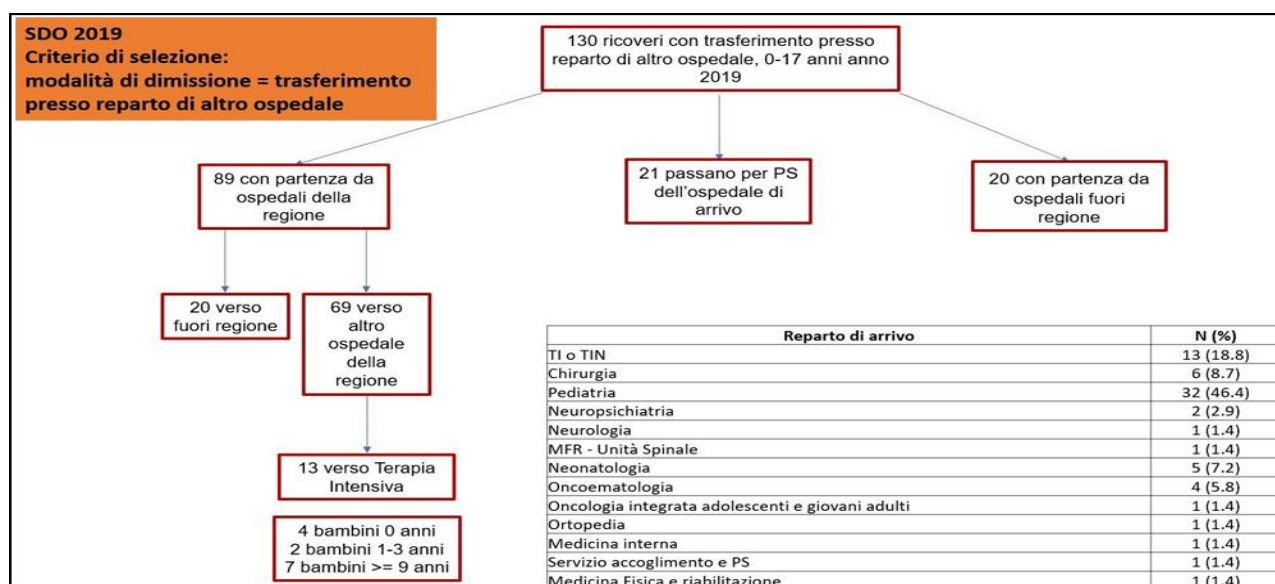 SDO 2019
Criterio di selezione:
modalità di dimissione = trasferimento
presso reparto di altro ospedale
130 ricoveri con trasferimento presso
reparto di altro ospedale, 0-17 anni anno
2019
89 con partenza da
ospedali della
regione
21 passano per PS
dell'ospedale di
arrivo
20 con partenza da
ospedali fuori
regione
20 verso
fuori regione
69 verso
altro
ospedale
della
regione
13 verso Terapia
Intensiva
4 bambini 0 anni
2 bambini 1-3 anni
7 bambini >= 9 anni
Reparto di arrivo N (%)
TI o TIN 13 (18.8)
Chirurgia 6 (8.7)
Pediatria 32 (46.4)
Neuropsichiatria 2 (2.9)
Neurologia 1 (1.4)
MFR - Unità Spinale 1 (1.4)
Neonatologia 5 (7.2)
Oncoematologia 4 (5.8)
Oncologia integrata adolescenti e giovani adulti 1 (1.4)
Ortopedia 1 (1.4)
Medicina interna 1 (1.4)
Servizio accoglimento e PS 1 (1.4)
Medicina Fisica e riabilitazione 1 (1.4)